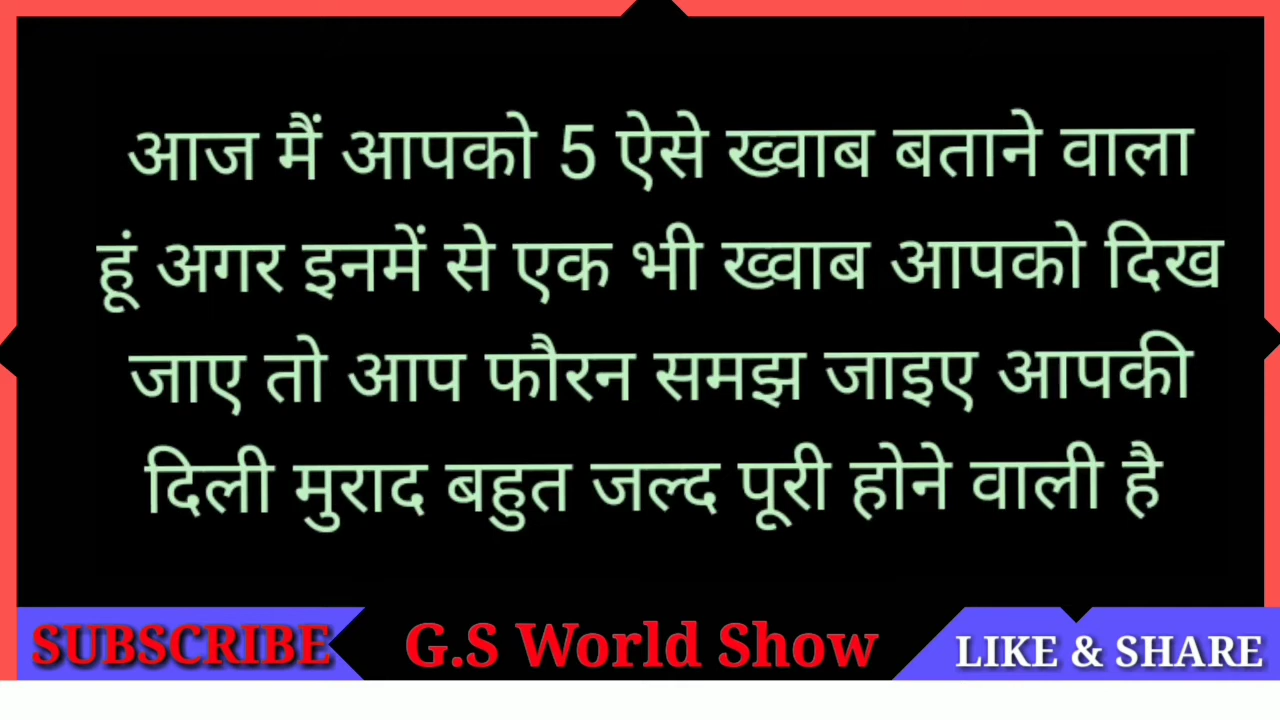 आज मैं आपको 5 ऐसे ख्वाब बताने वाला
हूं अगर इनमें से एक भी ख्वाब आपको दिख
जाए तो आप फौरन समझ जाइए आपकी
दिली मुराद बहुत जल्द पूरी होने वाली है
SUBSCRIBE G.S World Show LIKE & SHARE